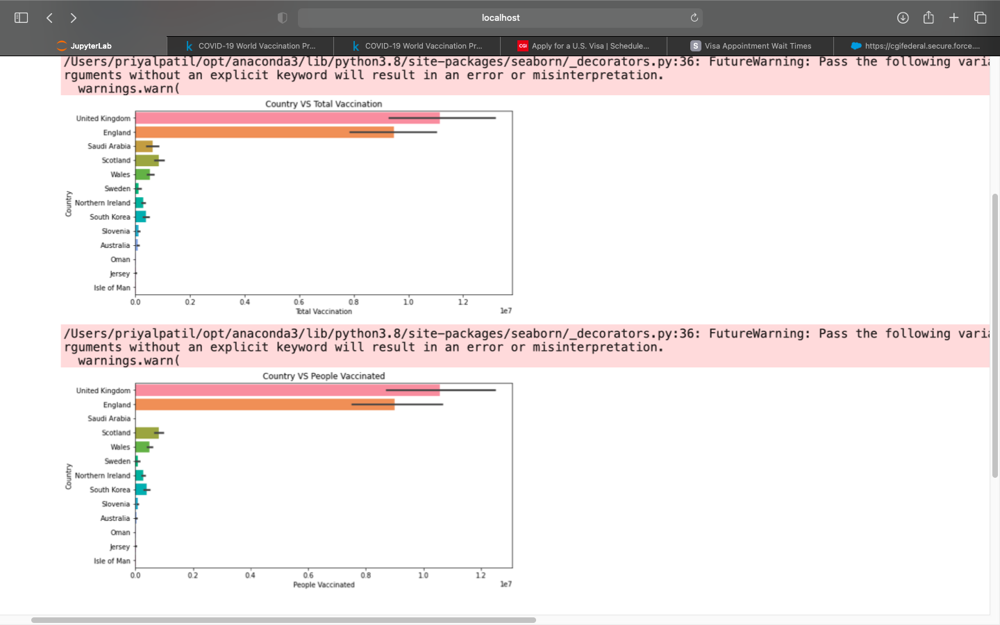 localhost
JupyterLab
COVID-19 World Vaccination Pr...
COVID-19 World Vaccination Pr...
CGI
Apply for a U.S. Visa | Schedule...
S
Visa Appointment Wait Times
https://cgifederal.secure.force....
/Users/priyalpatil/opt/anaconda3/lib/python3.8/site-packages/seaborn/_decorators.py:36: FutureWarning: Pass the following varia
rguments without an explicit keyword will result in an error or misinterpretation.
warnings.warn(
Country VS Total Vaccination
United Kingdom
England
Saudi Arabia
Scotland
Wales
Sweden
Northern Ireland
South Korea
Slovenia
Australia
Oman
Jersey
Isle of Man
Country
0.0 0.2 0.4 0.6 0.8 1.0 1.2
1e7
Total Vaccination
/Users/priyalpatil/opt/anaconda3/lib/python3.8/site-packages/seaborn/_decorators.py:36: FutureWarning: Pass the following varia
rguments without an explicit keyword will result in an error or misinterpretation.
warnings.warn(
Country VS People Vaccinated
United Kingdom
England
Saudi Arabia
Scotland
Wales
Sweden
Northern Ireland
South Korea
Slovenia
Australia
Oman
Jersey
Isle of Man
Country
0.0 0.2 0.4 0.6 0.8 1.0 1.2
1e7
People Vaccinated